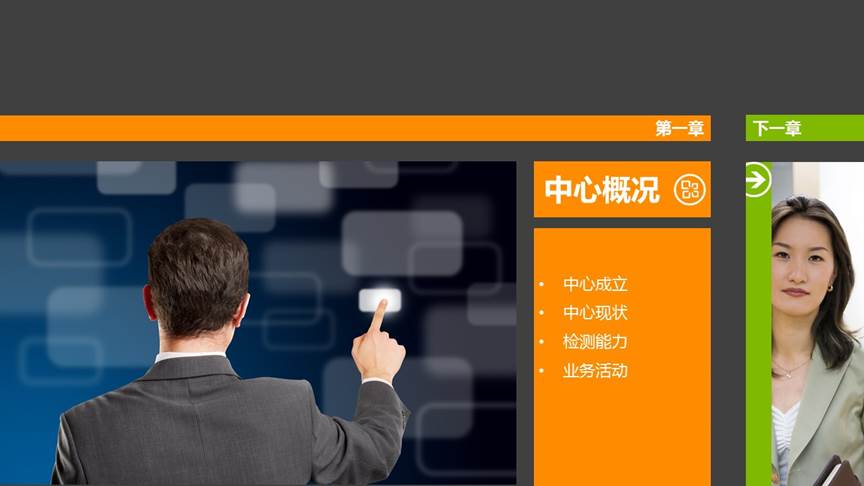 第一章
下一章
中心概况
• 中心成立
• 中心现状
• 检测能力
• 业务活动